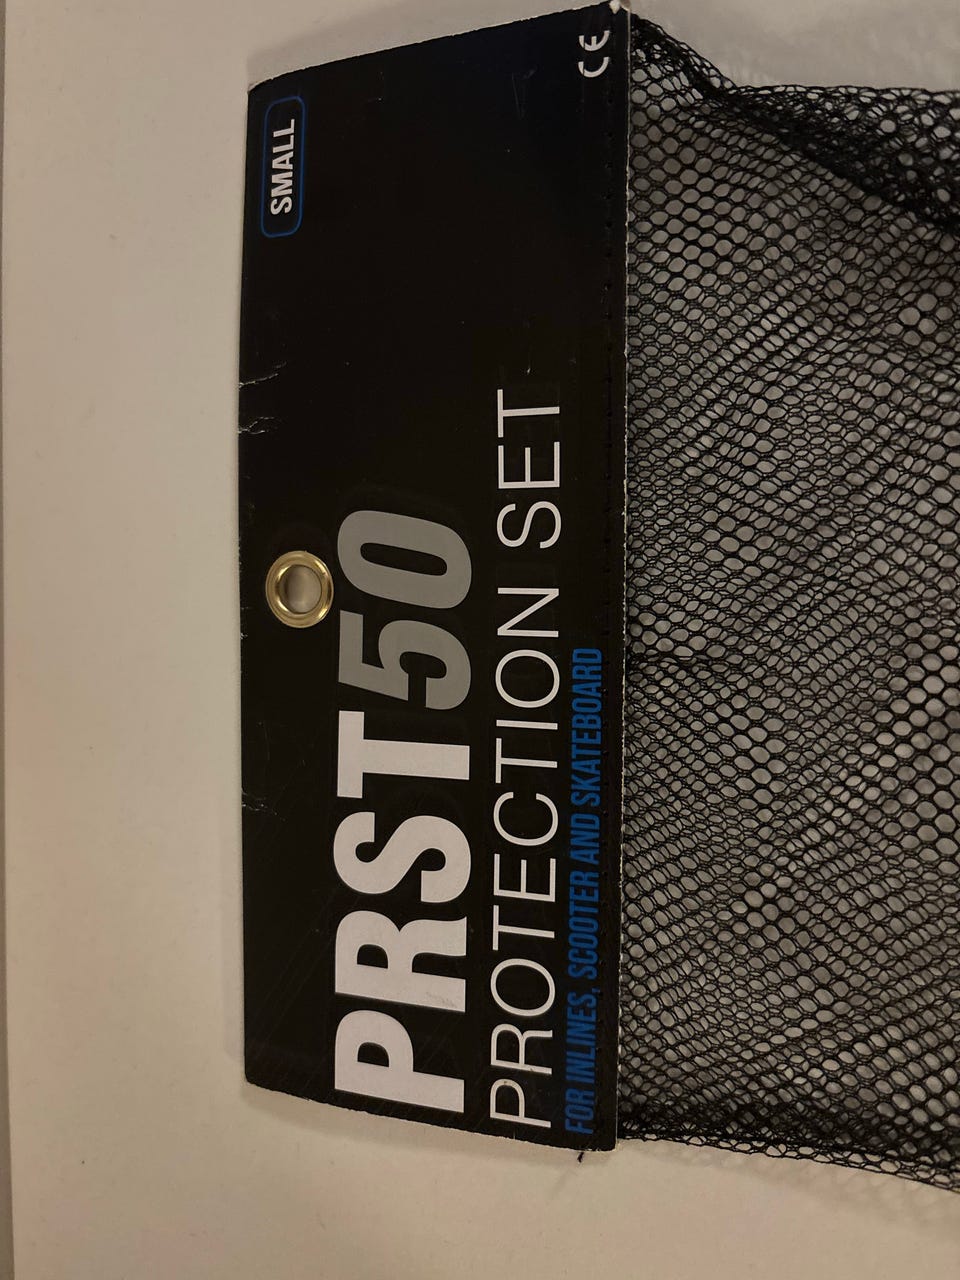 SMALL
CE
PRST50
PROTECTION SET
FOR INLINES, SCOOTER AND SKATEBOARD